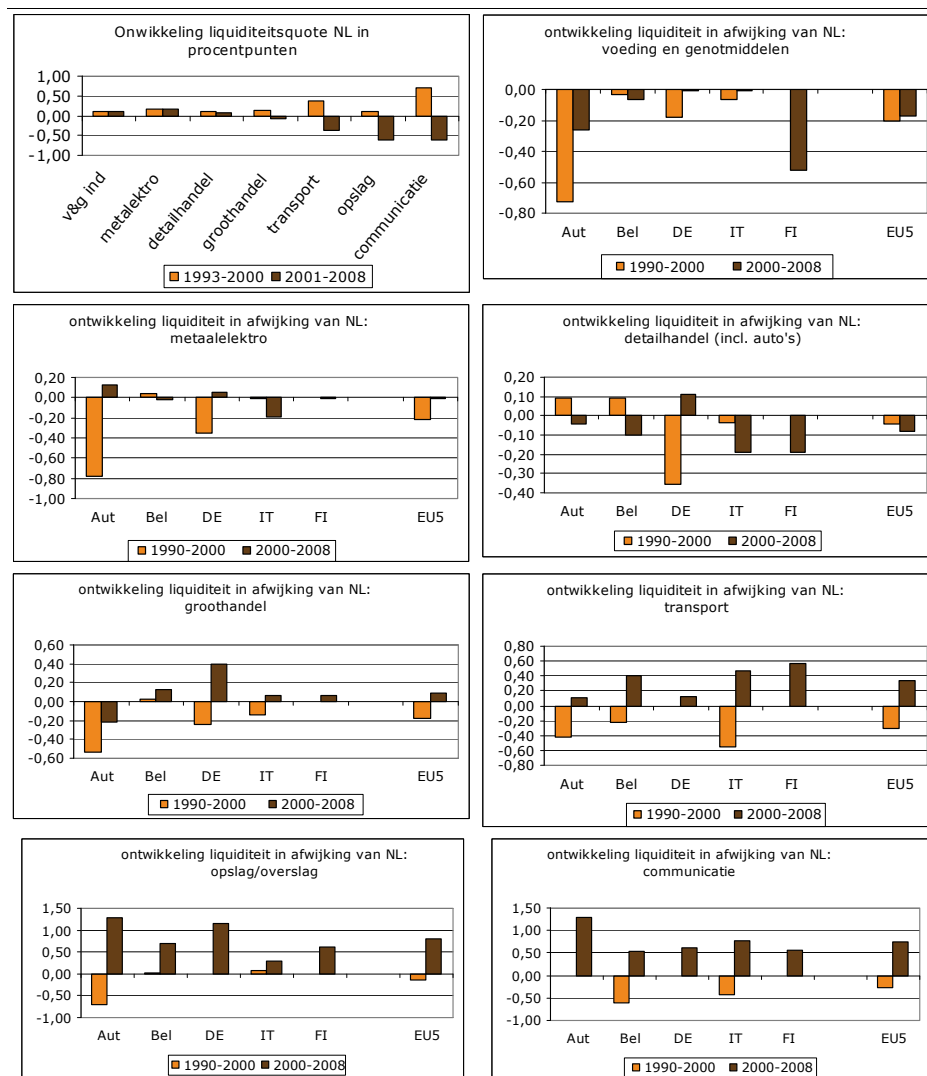 Onwikkeling liquiditeitsquote NL in
procentpunten
1,00
0,50
0,00
-0,50
-1,00
v&g ind
metalektro
detailhandel
groothandel
transport
opslag
communicatie
1993-2000 2001-2008
ontwikkeling liquiditeit in afwijking van NL:
voeding en genotmiddelen
0,00
-0,20
-0,40
-0,60
-0,80
Aut Bel DE IT FI EU5
1990-2000 2000-2008
ontwikkeling liquiditeit in afwijking van NL:
metaalelektro
0,20
0,00
-0,20
-0,40
-0,60
-0,80
-1,00
Aut Bel DE IT FI EU5
1990-2000 2000-2008
ontwikkeling liquiditeit in afwijking van NL:
detailhandel (incl. auto's)
0,20
0,10
0,00
-0,10
-0,20
-0,30
-0,40
Aut Bel DE IT FI EU5
1990-2000 2000-2008
ontwikkeling liquiditeit in afwijking van NL:
groothandel
0,60
0,40
0,20
0,00
-0,20
-0,40
-0,60
Aut Bel DE IT FI EU5
1990-2000 2000-2008
ontwikkeling liquiditeit in afwijking van NL:
transport
0,80
0,60
0,40
0,20
0,00
-0,20
-0,40
-0,60
-0,80
Aut Bel DE IT FI EU5
1990-2000 2000-2008
ontwikkeling liquiditeit in afwijking van NL:
opslag/overslag
1,50
1,00
0,50
0,00
-0,50
-1,00
Aut Bel DE IT FI EU5
1990-2000 2000-2008
ontwikkeling liquiditeit in afwijking van NL:
communicatie
1,50
1,00
0,50
0,00
-0,50
-1,00
Aut Bel DE IT FI EU5
1990-2000 2000-2008